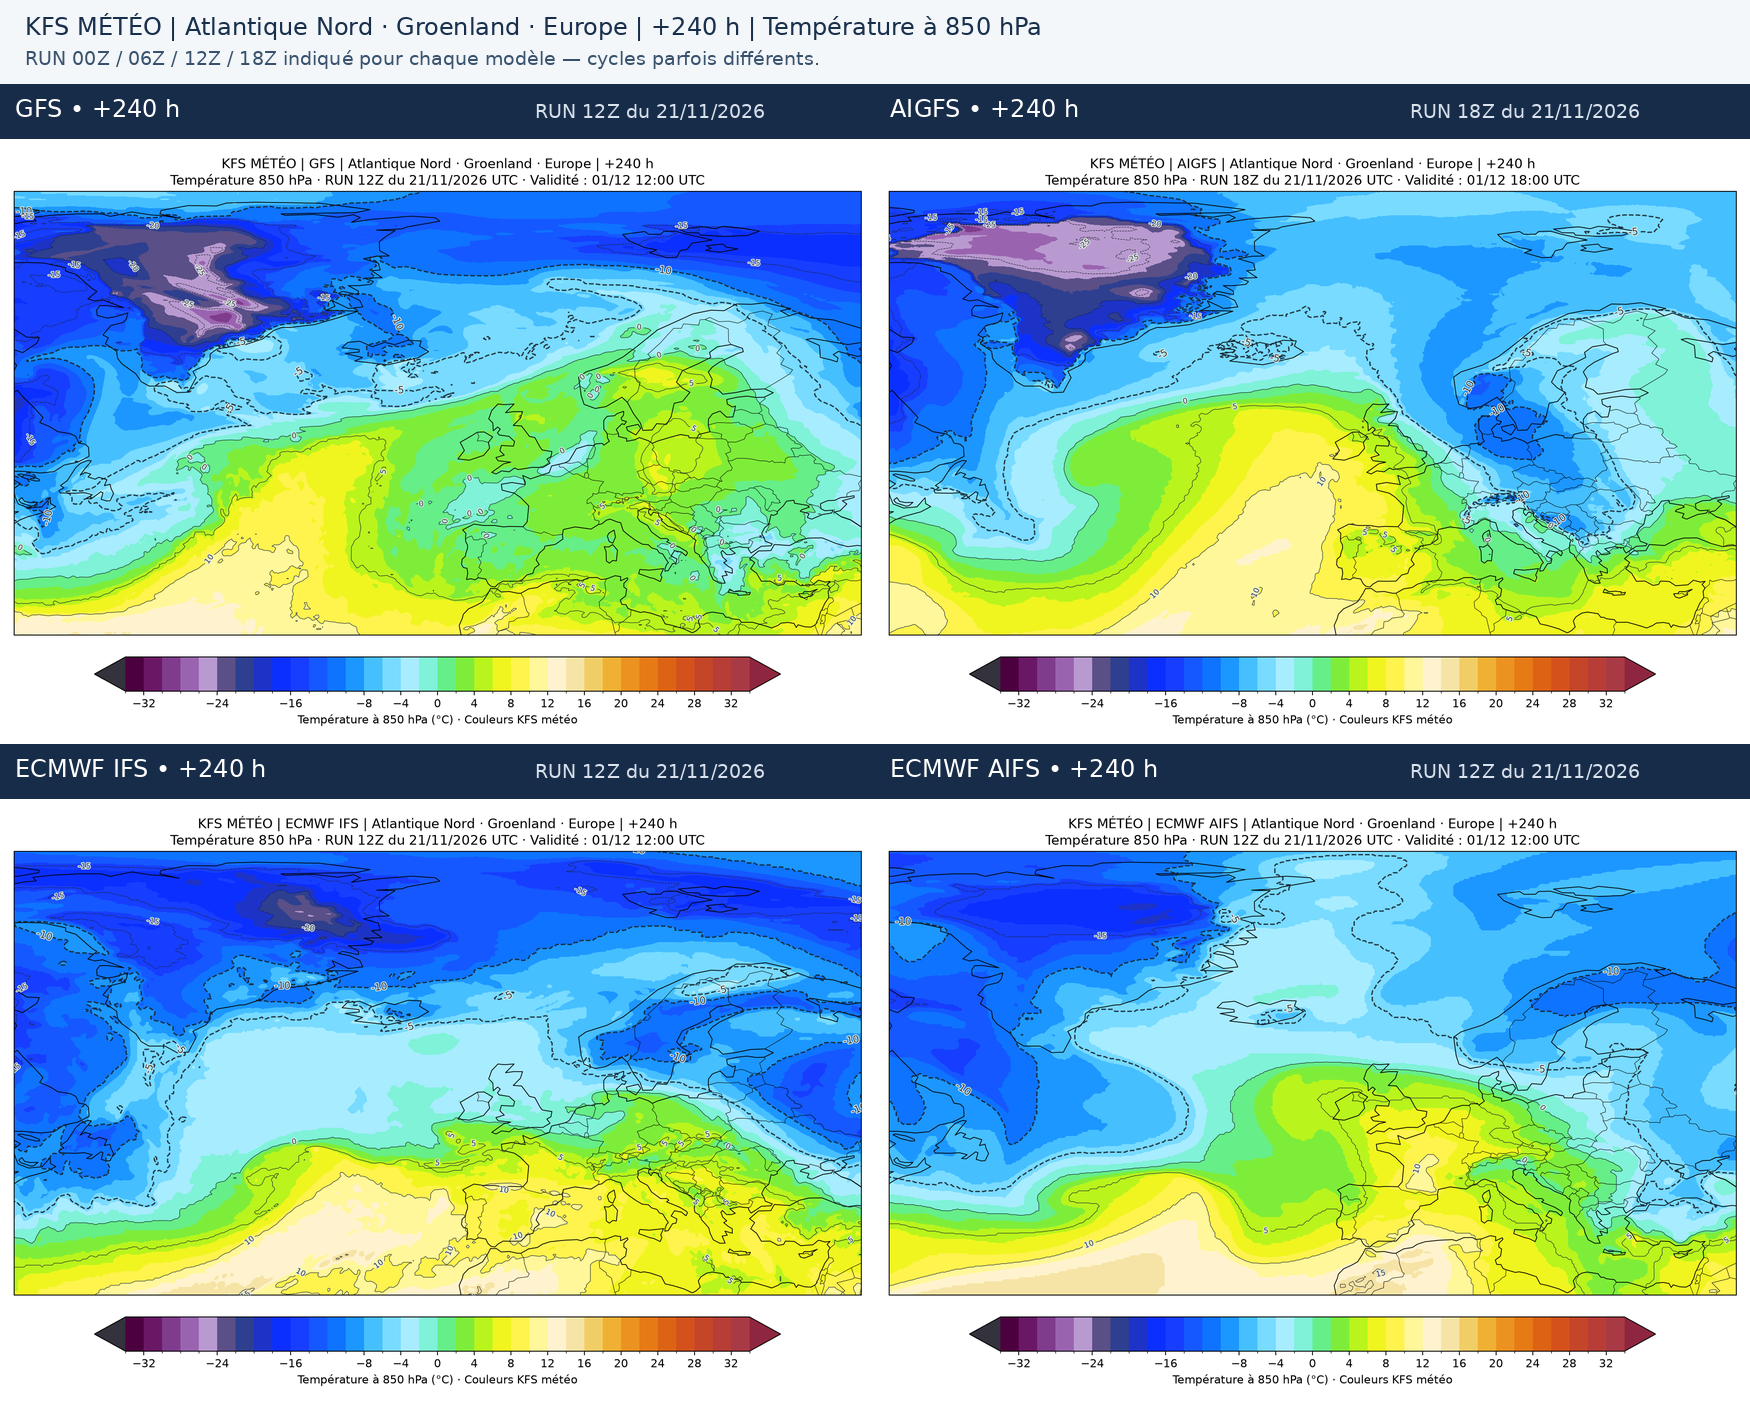 KFS MÉTÉO | Atlantique Nord · Groenland · Europe | +240 h | Température à 850 hPa
RUN 00Z / 06Z / 12Z / 18Z indiqué pour chaque modèle — cycles parfois différents.
GFS • +240 h
RUN 12Z du 21/11/2026
KFS MÉTÉO | GFS | Atlantique Nord · Groenland · Europe | +240 h
Température 850 hPa · RUN 12Z du 21/11/2026 UTC · Validité : 01/12 12:00 UTC
−32 −24 −16 −8 −4 0 4 8 12 16 20 24 28 32
Température à 850 hPa (°C) · Couleurs KFS météo
AIGFS • +240 h
RUN 18Z du 21/11/2026
KFS MÉTÉO | AIGFS | Atlantique Nord · Groenland · Europe | +240 h
Température 850 hPa · RUN 18Z du 21/11/2026 UTC · Validité : 01/12 18:00 UTC
−32 −24 −16 −8 −4 0 4 8 12 16 20 24 28 32
Température à 850 hPa (°C) · Couleurs KFS météo
ECMWF IFS • +240 h
RUN 12Z du 21/11/2026
KFS MÉTÉO | ECMWF IFS | Atlantique Nord · Groenland · Europe | +240 h
Température 850 hPa · RUN 12Z du 21/11/2026 UTC · Validité : 01/12 12:00 UTC
−32 −24 −16 −8 −4 0 4 8 12 16 20 24 28 32
Température à 850 hPa (°C) · Couleurs KFS météo
ECMWF AIFS • +240 h
RUN 12Z du 21/11/2026
KFS MÉTÉO | ECMWF AIFS | Atlantique Nord · Groenland · Europe | +240 h
Température 850 hPa · RUN 12Z du 21/11/2026 UTC · Validité : 01/12 12:00 UTC
−32 −24 −16 −8 −4 0 4 8 12 16 20 24 28 32
Température à 850 hPa (°C) · Couleurs KFS météo